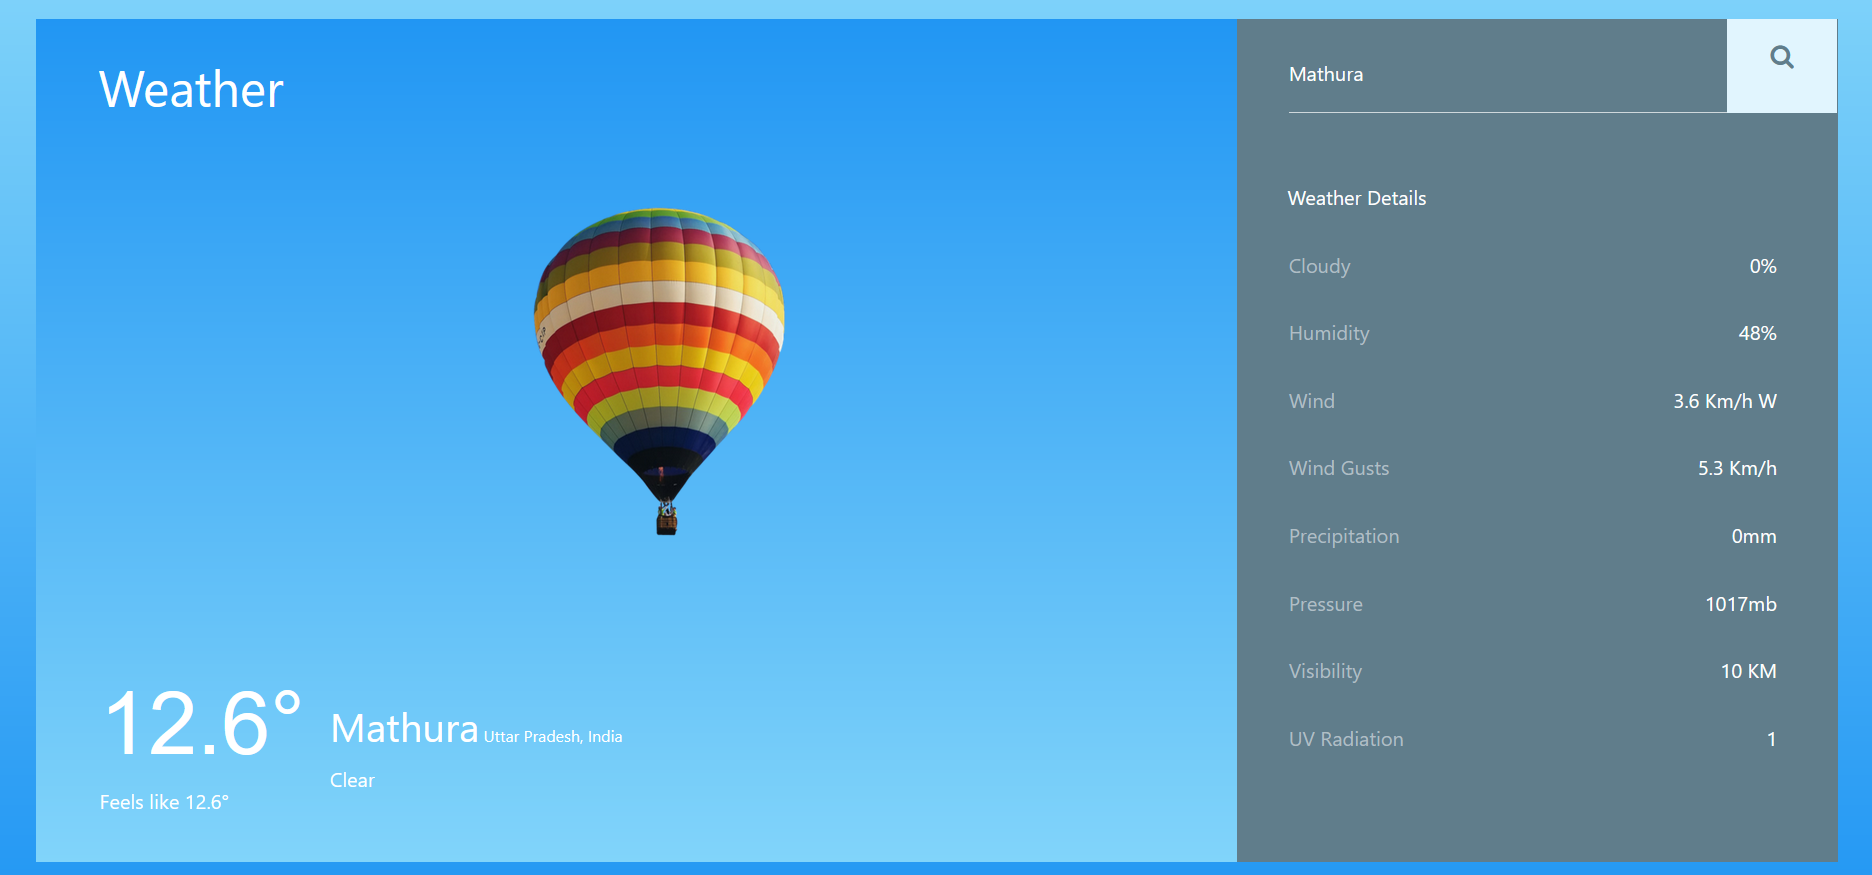 Weather
12.6°
Feels like 12.6°
Mathura Uttar Pradesh, India
Clear
Mathura
Weather Details
Cloudy 0%
Humidity 48%
Wind 3.6 Km/h W
Wind Gusts 5.3 Km/h
Precipitation 0mm
Pressure 1017mb
Visibility 10 KM
UV Radiation 1